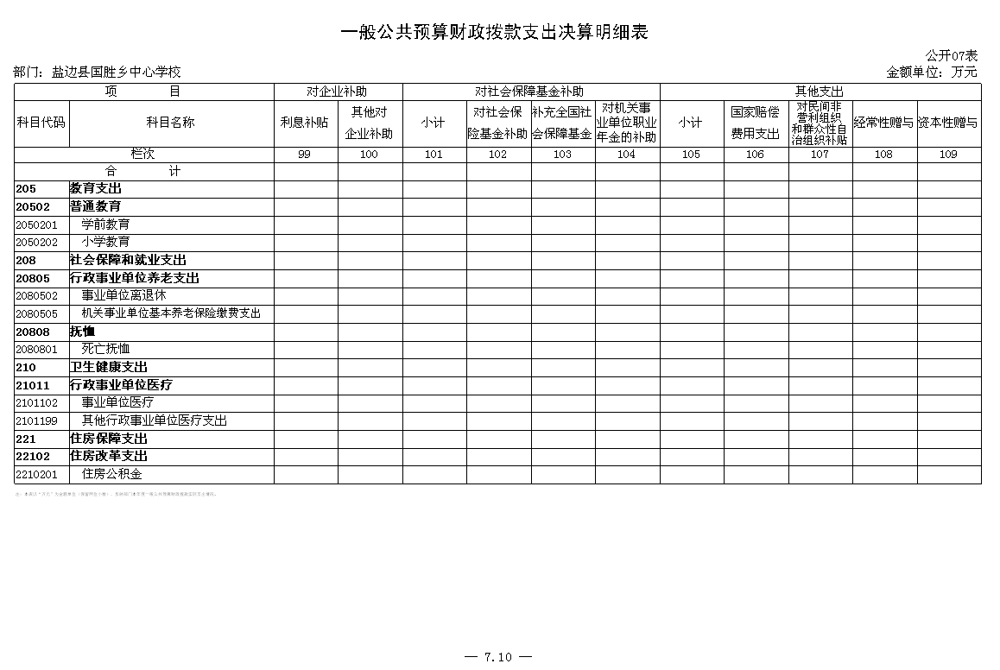 一般公共预算财政拨款支出决算明细表
公开07表
部门：盐边县国胜乡中心学校 金额单位：万元
项 目 对企业补助 对社会保障基金补助 其他支出
科目代码 科目名称 利息补贴 其他对企业补助 小计 对社会保险基金补助 补充全国社会保障基金 对机关事业单位职业年金的补助 小计 国家赔偿费用支出 对民间非营利组织和群众性自治组织补贴 经常性赠与 资本性赠与
栏次 99 100 101 102 103 104 105 106 107 108 109
合 计
205 教育支出
20502 普通教育
2050201 学前教育
2050202 小学教育
208 社会保障和就业支出
20805 行政事业单位养老支出
2080502 事业单位离退休
2080505 机关事业单位基本养老保险缴费支出
20808 抚恤
2080801 死亡抚恤
210 卫生健康支出
21011 行政事业单位医疗
2101102 事业单位医疗
2101199 其他行政事业单位医疗支出
221 住房保障支出
22102 住房改革支出
2210201 住房公积金
— 7.10 —